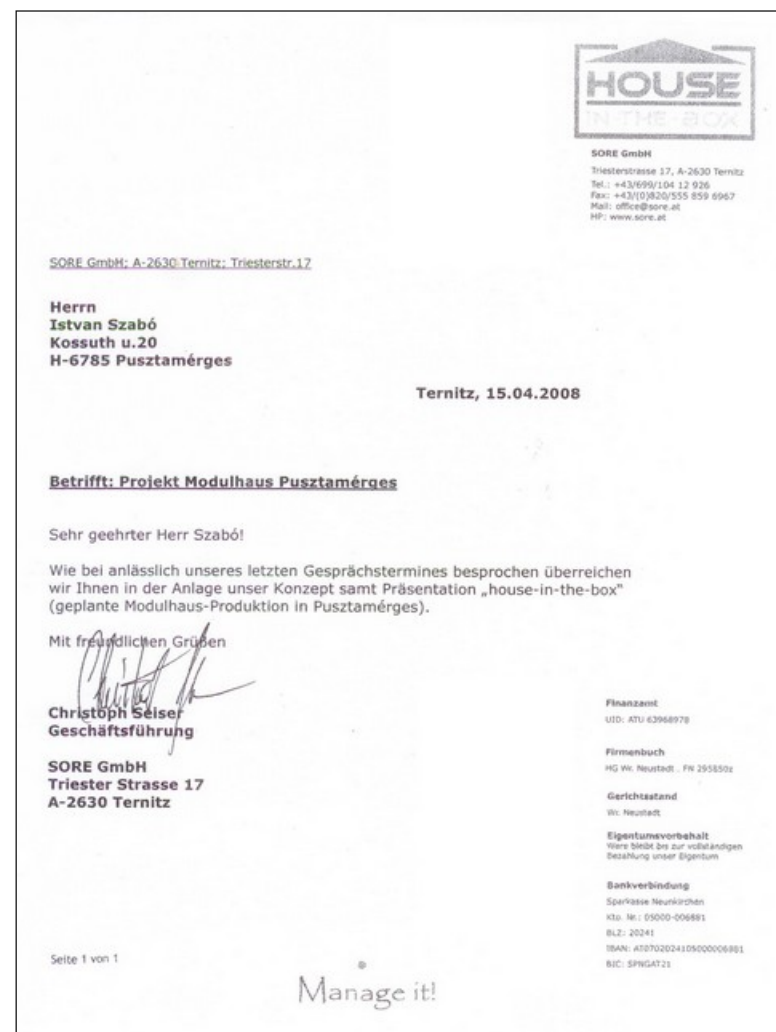 HOUSE
IN-THE-BOX
SORE GmbH
Triesterstrasse 17, A-2630 Ternitz
Tel.: +43/699/104 12 926
Fax: +43/(0)820/555 859 6967
Mail: office@sore.at
HP: www.sore.at
SORE GmbH; A-2630 Ternitz; Triesterstr.17
Herrn
Istvan Szabó
Kossuth u.20
H-6785 Pusztamérges
Ternitz, 15.04.2008
Betrifft: Projekt Modulhaus Pusztamérges
Sehr geehrter Herr Szabó!
Wie bei anlässlich unseres letzten Gesprächstermines besprochen überreichen
wir Ihnen in der Anlage unser Konzept samt Präsentation „house-in-the-box“
(geplante Modulhaus-Produktion in Pusztamérges).
Mit freundlichen Grüßen
Christoph Seiser
Geschäftsführung
SORE GmbH
Triester Strasse 17
A-2630 Ternitz
Finanzamt
UID: ATU 63968978
Firmenbuch
HG Wr. Neustadt , FN 295850z
Gerichtsstand
Wr. Neustadt
Eigentumsvorbehalt
Ware bleibt bis zur vollständigen
Bezahlung unser Eigentum
Bankverbindung
Sparkasse Neunkirchen
Kto. Nr.: 05000-006881
BLZ: 20241
IBAN: AT070202410500006881
BIC: SPNGAT21
Seite 1 von 1
Manage it!